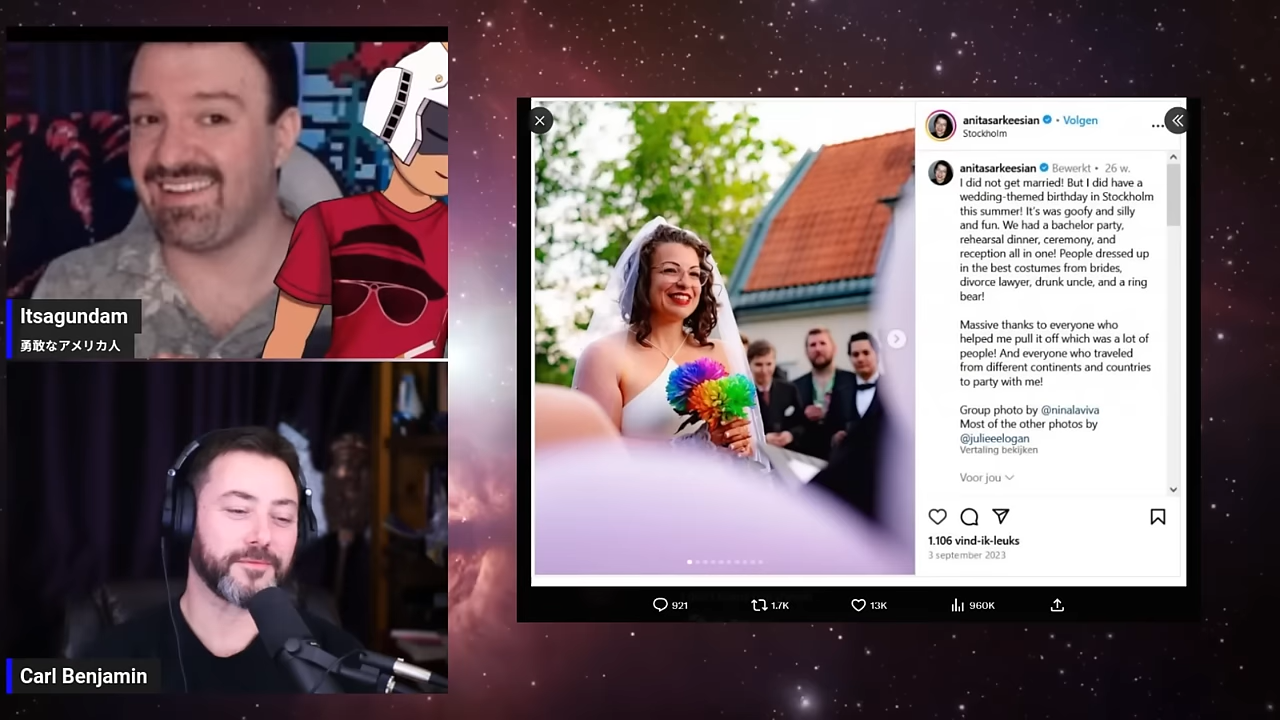 Itsagundam
勇敢なアメリカ人
Carl Benjamin
anitasarkeesian • Volgen
Stockholm
anitasarkeesian Bewerkt • 26 w.
I did not get married! But I did have a
wedding-themed birthday in Stockholm
this summer! It's was goofy and silly
and fun. We had a bachelor party,
rehearsal dinner, ceremony, and
reception all in one! People dressed up
in the best costumes from brides,
divorce lawyer, drunk uncle, and a ring
bear!
Massive thanks to everyone who
helped me pull it off which was a lot of
people! And everyone who traveled
from different continents and countries
to party with me!
Group photo by @ninalaviva
Most of the other photos by
@julieeelogan
Vertaling bekijken
Voor jou
1.106 vind-ik-leuks
3 september 2023
921 1.7K 13K 960K